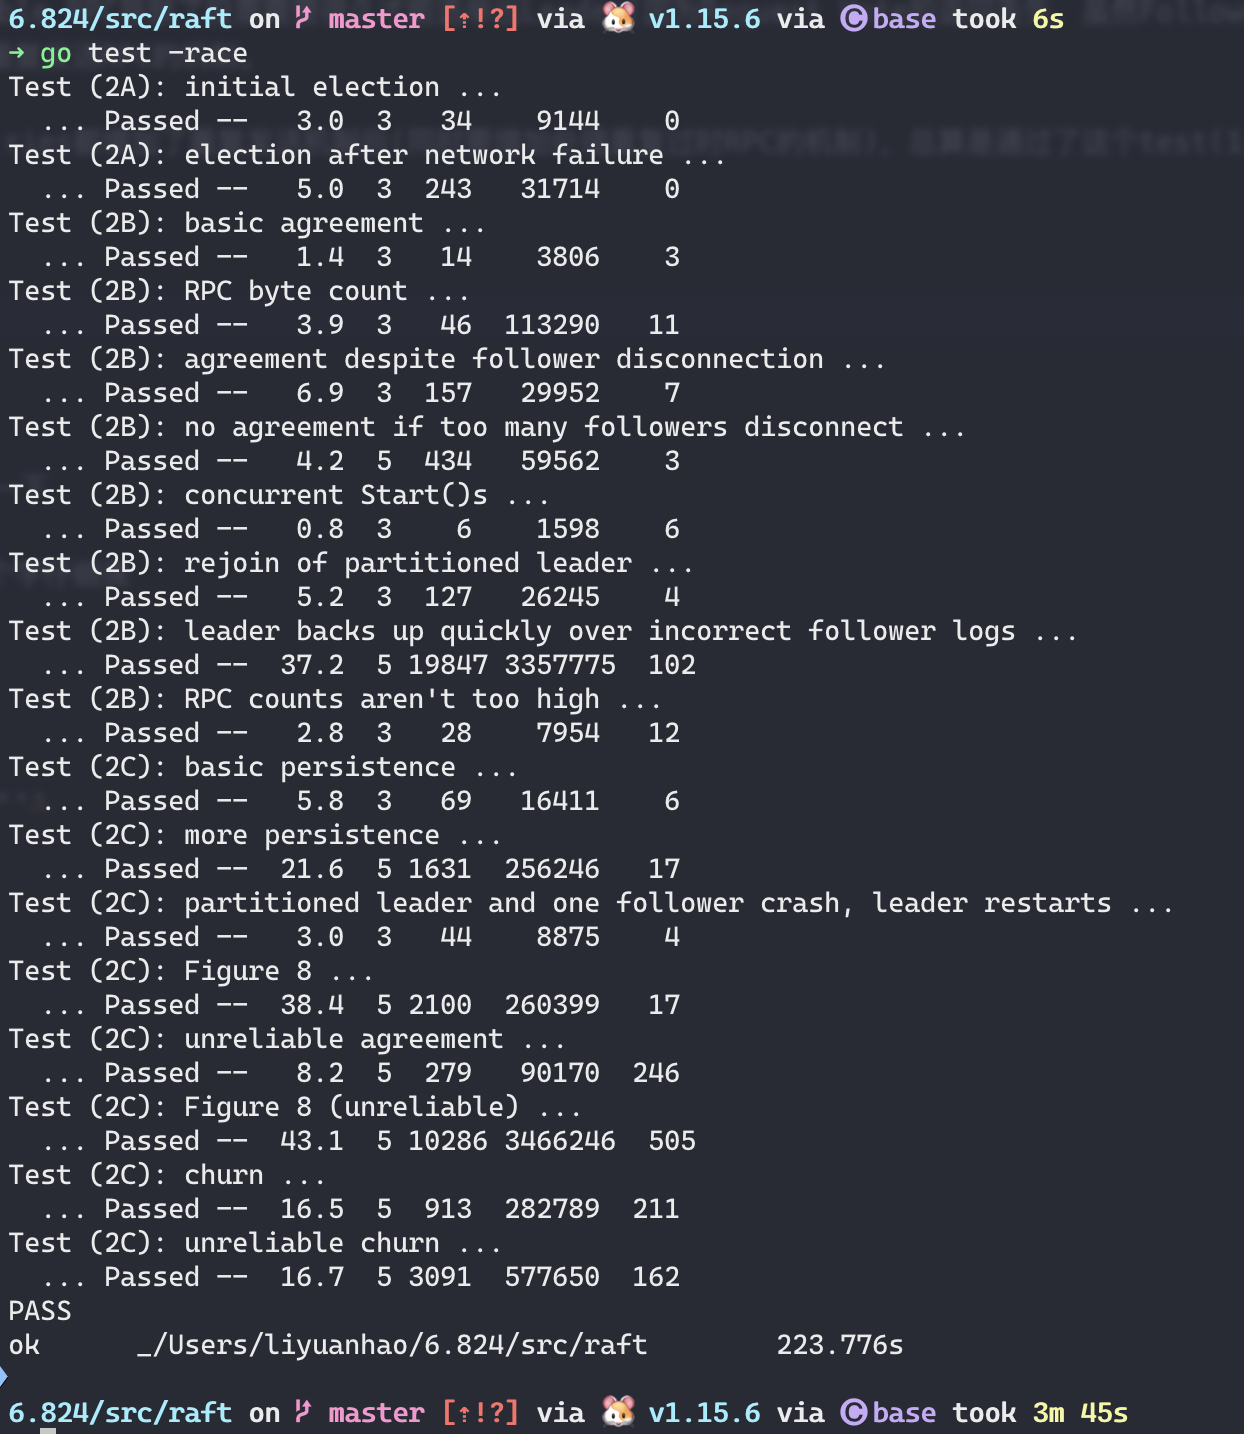 6.824/src/raft on master [⇡!?] via 🐹 v1.15.6 via ©base took 6s
→ go test -race
Test (2A): initial election ...
... Passed -- 3.0 3 34 9144 0
Test (2A): election after network failure ...
... Passed -- 5.0 3 243 31714 0
Test (2B): basic agreement ...
... Passed -- 1.4 3 14 3806 3
Test (2B): RPC byte count ...
... Passed -- 3.9 3 46 113290 11
Test (2B): agreement despite follower disconnection ...
... Passed -- 6.9 3 157 29952 7
Test (2B): no agreement if too many followers disconnect ...
... Passed -- 4.2 5 434 59562 3
Test (2B): concurrent Start()s ...
... Passed -- 0.8 3 6 1598 6
Test (2B): rejoin of partitioned leader ...
... Passed -- 5.2 3 127 26245 4
Test (2B): leader backs up quickly over incorrect follower logs ...
... Passed -- 37.2 5 19847 3357775 102
Test (2B): RPC counts aren't too high ...
... Passed -- 2.8 3 28 7954 12
Test (2C): basic persistence ...
... Passed -- 5.8 3 69 16411 6
Test (2C): more persistence ...
... Passed -- 21.6 5 1631 256246 17
Test (2C): partitioned leader and one follower crash, leader restarts ...
... Passed -- 3.0 3 44 8875 4
Test (2C): Figure 8 ...
... Passed -- 38.4 5 2100 260399 17
Test (2C): unreliable agreement ...
... Passed -- 8.2 5 279 90170 246
Test (2C): Figure 8 (unreliable) ...
... Passed -- 43.1 5 10286 3466246 505
Test (2C): churn ...
... Passed -- 16.5 5 913 282789 211
Test (2C): unreliable churn ...
... Passed -- 16.7 5 3091 577650 162
PASS
ok _/Users/liyuanhao/6.824/src/raft 223.776s
6.824/src/raft on master [⇡!?] via 🐹 v1.15.6 via ©base took 3m 45s